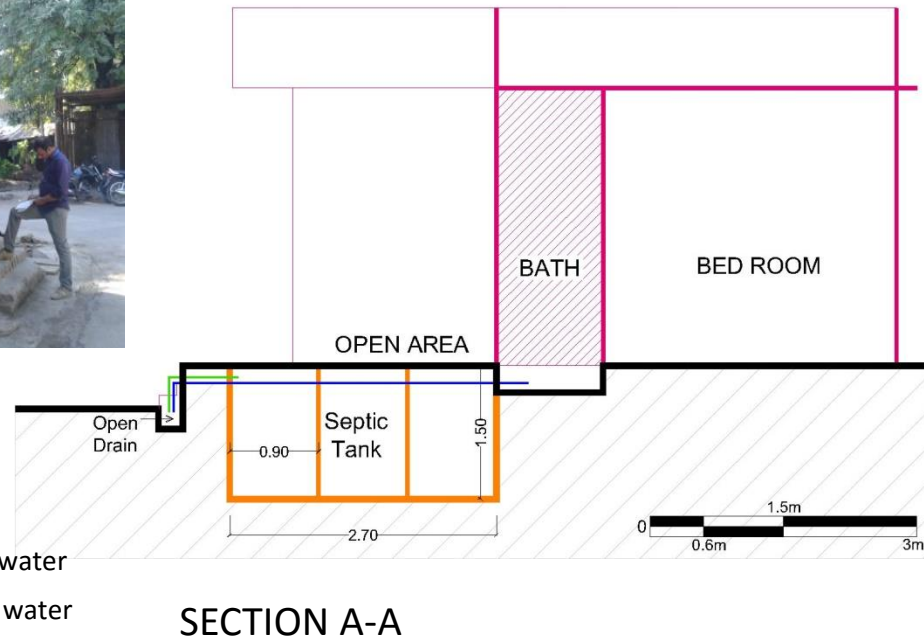 BATH
BED ROOM
OPEN AREA
Open
Drain
Septic
Tank
0.90
1.50
2.70
1.5m
0
0.6m
3m
water
water
SECTION A-A